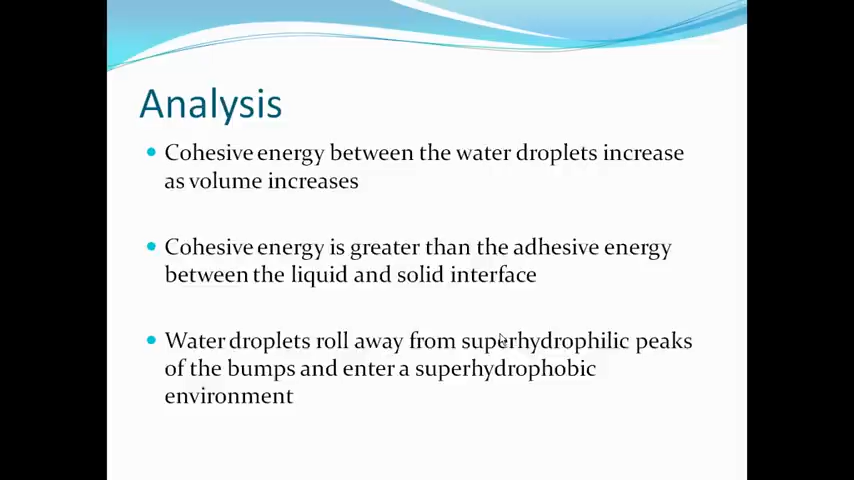 Analysis
Cohesive energy between the water droplets increase
as volume increases
Cohesive energy is greater than the adhesive energy
between the liquid and solid interface
Water droplets roll away from superhydrophilic peaks
of the bumps and enter a superhydrophobic
environment